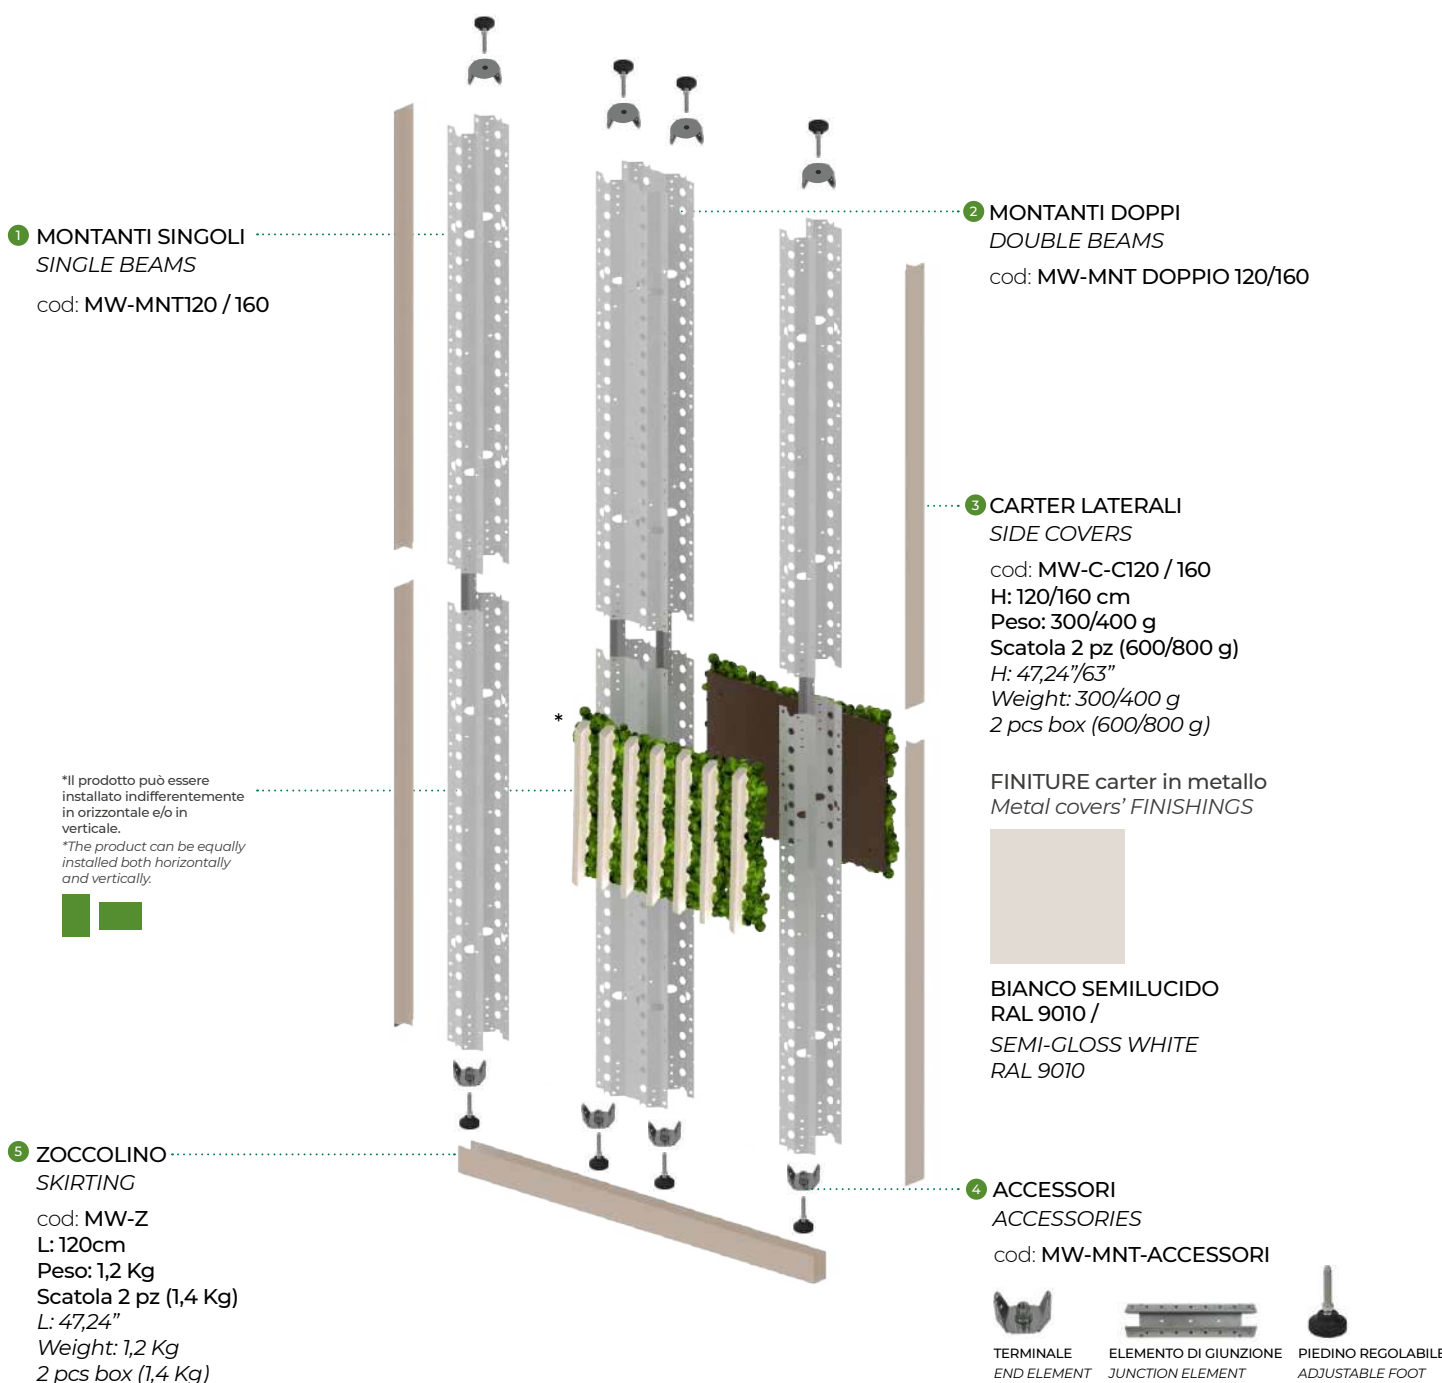 1 MONTANTI SINGOLI
SINGLE BEAMS
cod: MW-MNT120 / 160
2 MONTANTI DOPPI
DOUBLE BEAMS
cod: MW-MNT DOPPIO 120/160
3 CARTER LATERALI
SIDE COVERS
cod: MW-C-C120 / 160
H: 120/160 cm
Peso: 300/400 g
Scatola 2 pz (600/800 g)
H: 47,24”/63”
Weight: 300/400 g
2 pcs box (600/800 g)
FINITURE carter in metallo
Metal covers’ FINISHINGS
BIANCO SEMILUCIDO
RAL 9010 /
SEMI-GLOSS WHITE
RAL 9010
*
*Il prodotto può essere
installato indifferentemente
in orizzontale e/o in
verticale.
*The product can be equally
installed both horizontally
and vertically.
5 ZOCCOLINO
SKIRTING
cod: MW-Z
L: 120cm
Peso: 1,2 Kg
Scatola 2 pz (1,4 Kg)
L: 47,24”
Weight: 1,2 Kg
2 pcs box (1,4 Kg)
4 ACCESSORI
ACCESSORIES
cod: MW-MNT-ACCESSORI
TERMINALE
END ELEMENT
ELEMENTO DI GIUNZIONE
JUNCTION ELEMENT
PIEDINO REGOLABILE
ADJUSTABLE FOOT